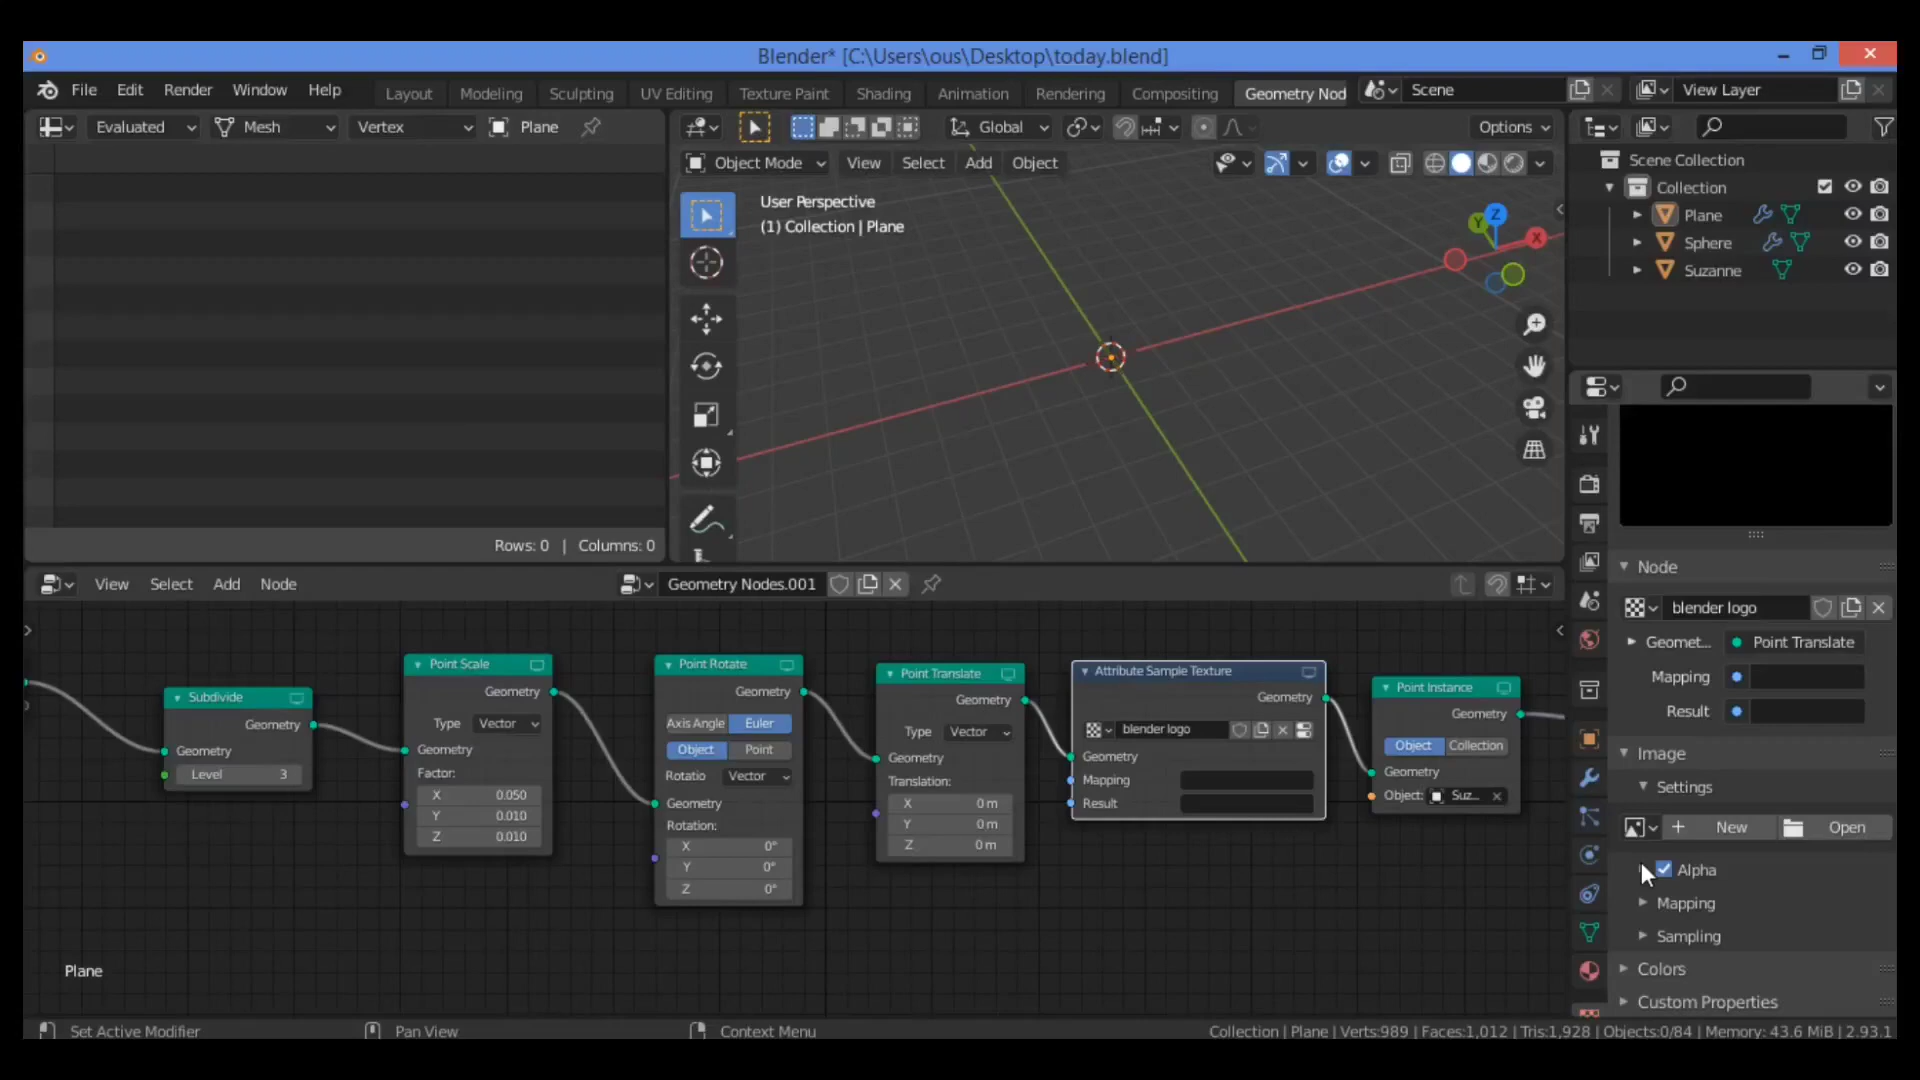 Blender* [C:\Users\ous\Desktop\today.blend]
File Edit Render Window Help Layout Modeling Sculpting UV Editing Texture Paint Shading Animation Rendering Compositing Geometry Nod Scene View Layer
Evaluated Mesh Vertex Plane
Global Options
Object Mode View Select Add Object
User Perspective
(1) Collection | Plane
Z
Y
X
Rows: 0 | Columns: 0
Scene Collection
Collection
Plane
Sphere
Suzanne
View Select Add Node Geometry Nodes.001
Subdivide
Geometry
Geometry
Level 3
Point Scale
Geometry
Type Vector
Geometry
Factor:
X 0.050
Y 0.010
Z 0.010
Point Rotate
Geometry
Axis Angle Euler
Object Point
Rotatio Vector
Geometry
Rotation:
X 0°
Y 0°
Z 0°
Point Translate
Geometry
Type Vector
Geometry
Translation:
X 0 m
Y 0 m
Z 0 m
Attribute Sample Texture
Geometry
blender logo
Geometry
Mapping
Result
Point Instance
Geometry
Object Collection
Geometry
Object: Suz...
Plane
Node
blender logo
Geomet... Point Translate
Mapping
Result
Image
Settings
New Open
Alpha
Mapping
Sampling
Colors
Custom Properties
Set Active Modifier Pan View Context Menu Collection | Plane | Verts:989 | Faces:1,012 | Tris:1,928 | Objects:0/84 | Memory: 43.6 MiB | 2.93.1